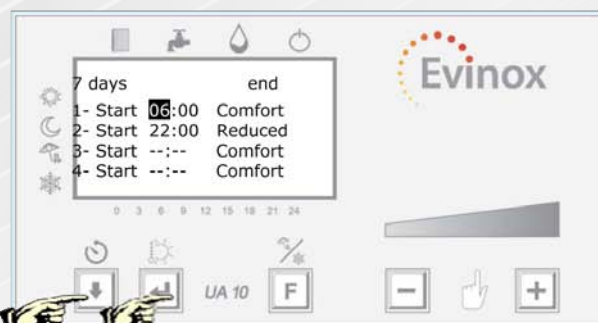 Evinox
7 days end
1- Start 06:00 Comfort
2- Start 22:00 Reduced
3- Start --:-- Comfort
4- Start --:-- Comfort
0 3 6 9 12 15 18 21 24
UA 10 F
- +